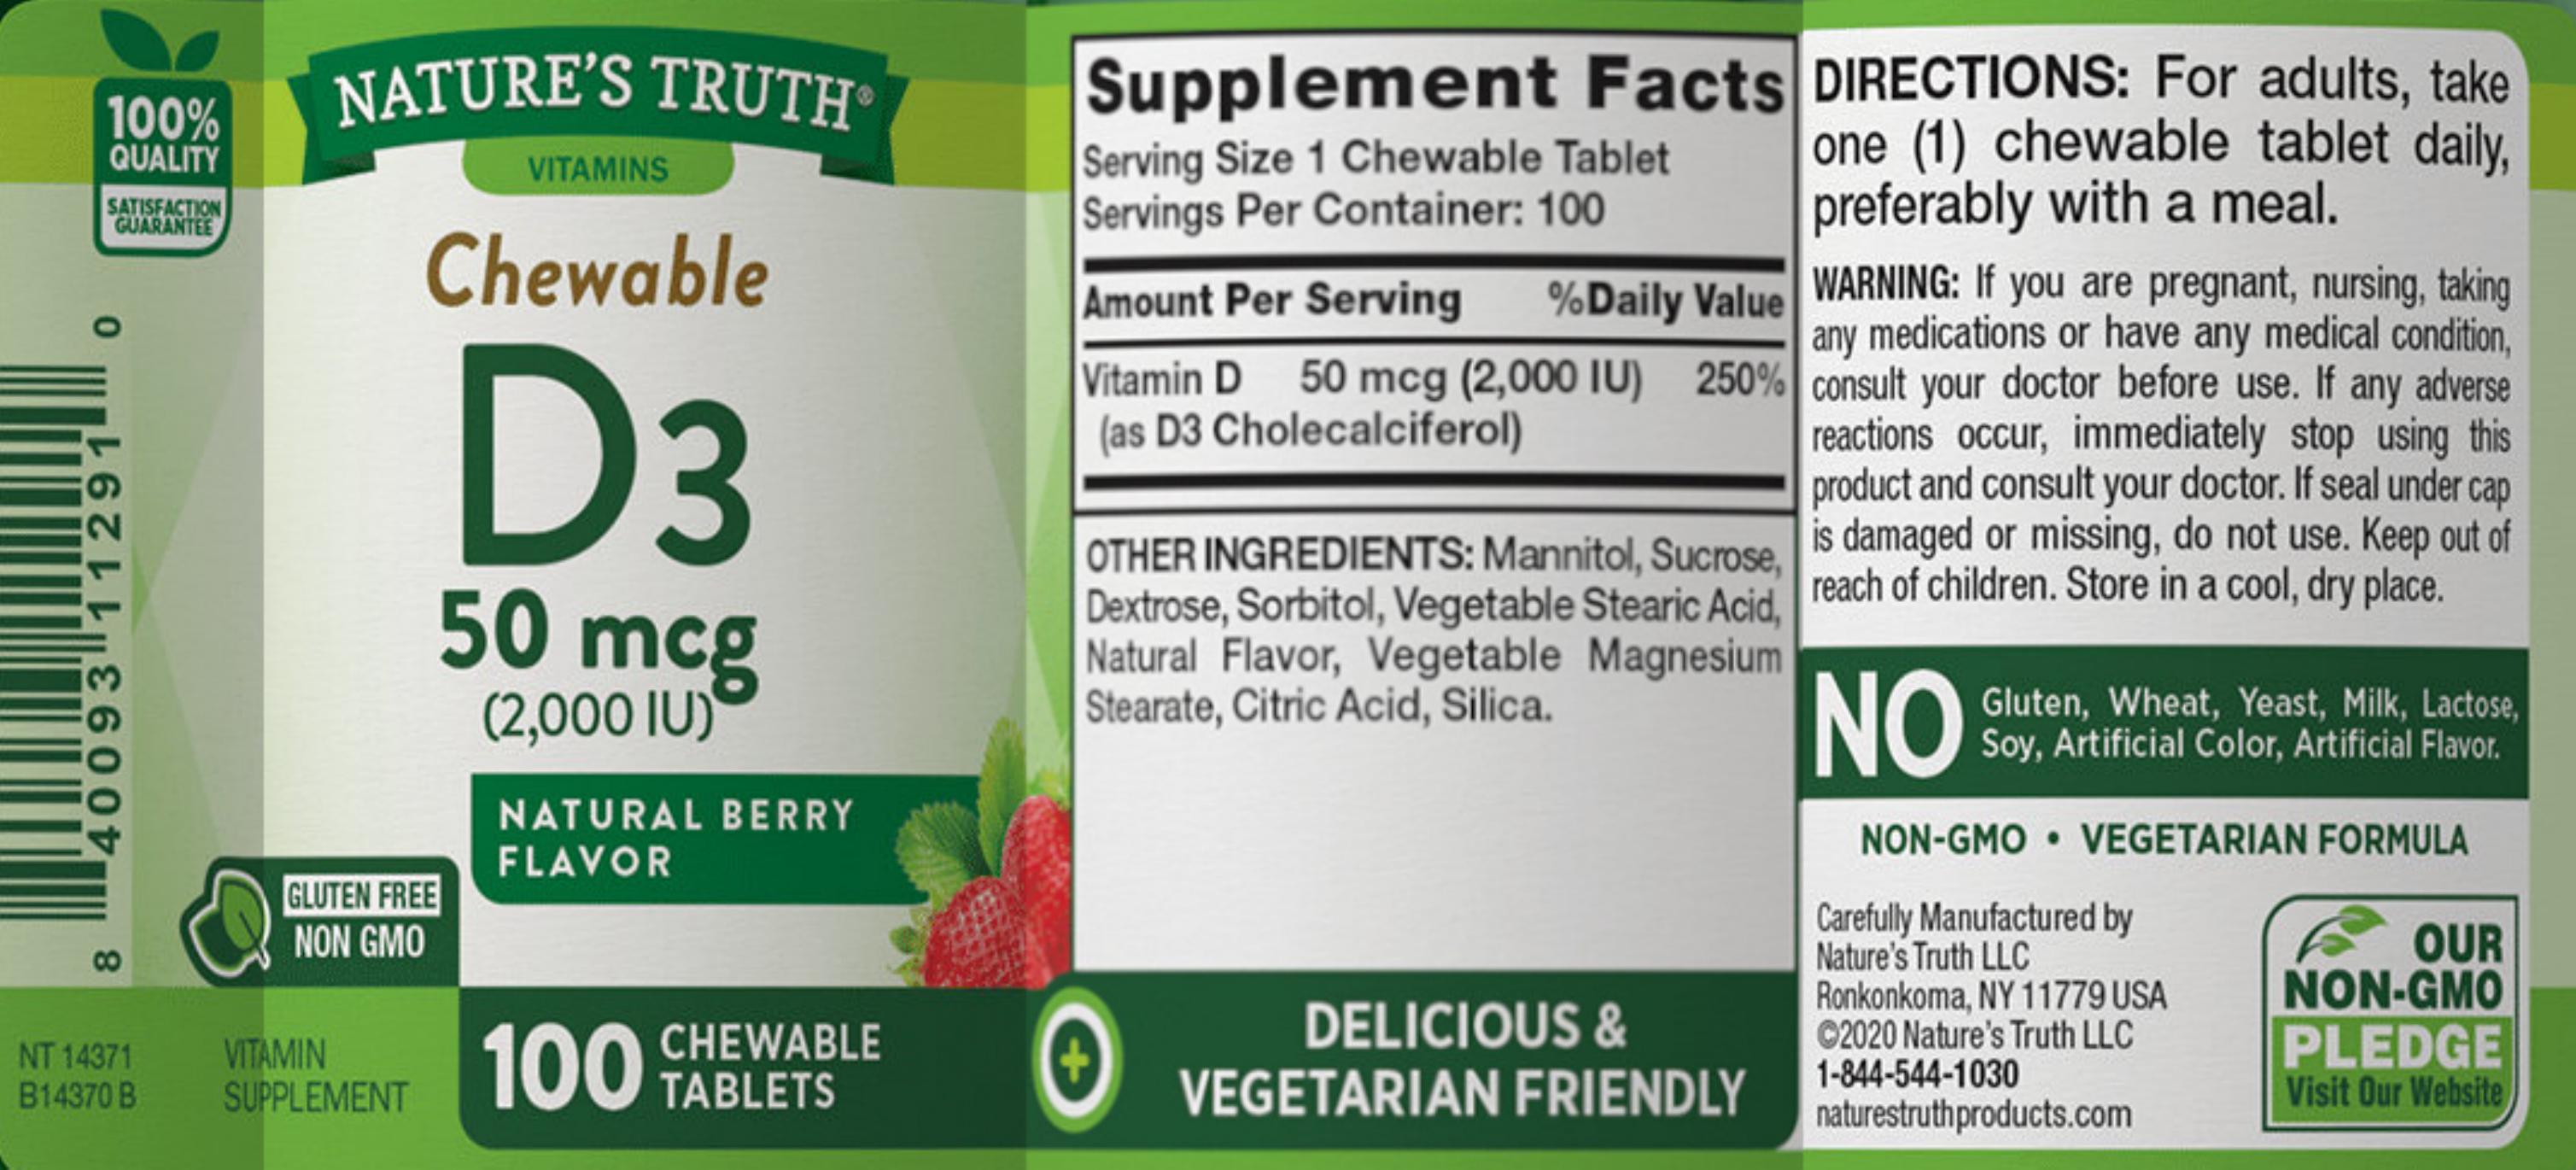 100%
QUALITY
SATISFACTION
GUARANTEE
8 40093 11291 0
NT 14371
B14370 B
VITAMIN
SUPPLEMENT
NATURE'S TRUTH®
VITAMINS
Chewable
D3
50 mcg
(2,000 IU)
NATURAL BERRY
FLAVOR
GLUTEN FREE
NON GMO
100 CHEWABLE
TABLETS
Supplement Facts
Serving Size 1 Chewable Tablet
Servings Per Container: 100
Amount Per Serving %Daily Value
Vitamin D 50 mcg (2,000 IU) 250%
(as D3 Cholecalciferol)
OTHER INGREDIENTS: Mannitol, Sucrose,
Dextrose, Sorbitol, Vegetable Stearic Acid,
Natural Flavor, Vegetable Magnesium
Stearate, Citric Acid, Silica.
DELICIOUS &
VEGETARIAN FRIENDLY
DIRECTIONS: For adults, take
one (1) chewable tablet daily,
preferably with a meal.
WARNING: If you are pregnant, nursing, taking
any medications or have any medical condition,
consult your doctor before use. If any adverse
reactions occur, immediately stop using this
product and consult your doctor. If seal under cap
is damaged or missing, do not use. Keep out of
reach of children. Store in a cool, dry place.
NO Gluten, Wheat, Yeast, Milk, Lactose,
Soy, Artificial Color, Artificial Flavor.
NON-GMO • VEGETARIAN FORMULA
Carefully Manufactured by
Nature's Truth LLC
Ronkonkoma, NY 11779 USA
©2020 Nature's Truth LLC
1-844-544-1030
naturestruthproducts.com
OUR
NON-GMO
PLEDGE
Visit Our Website